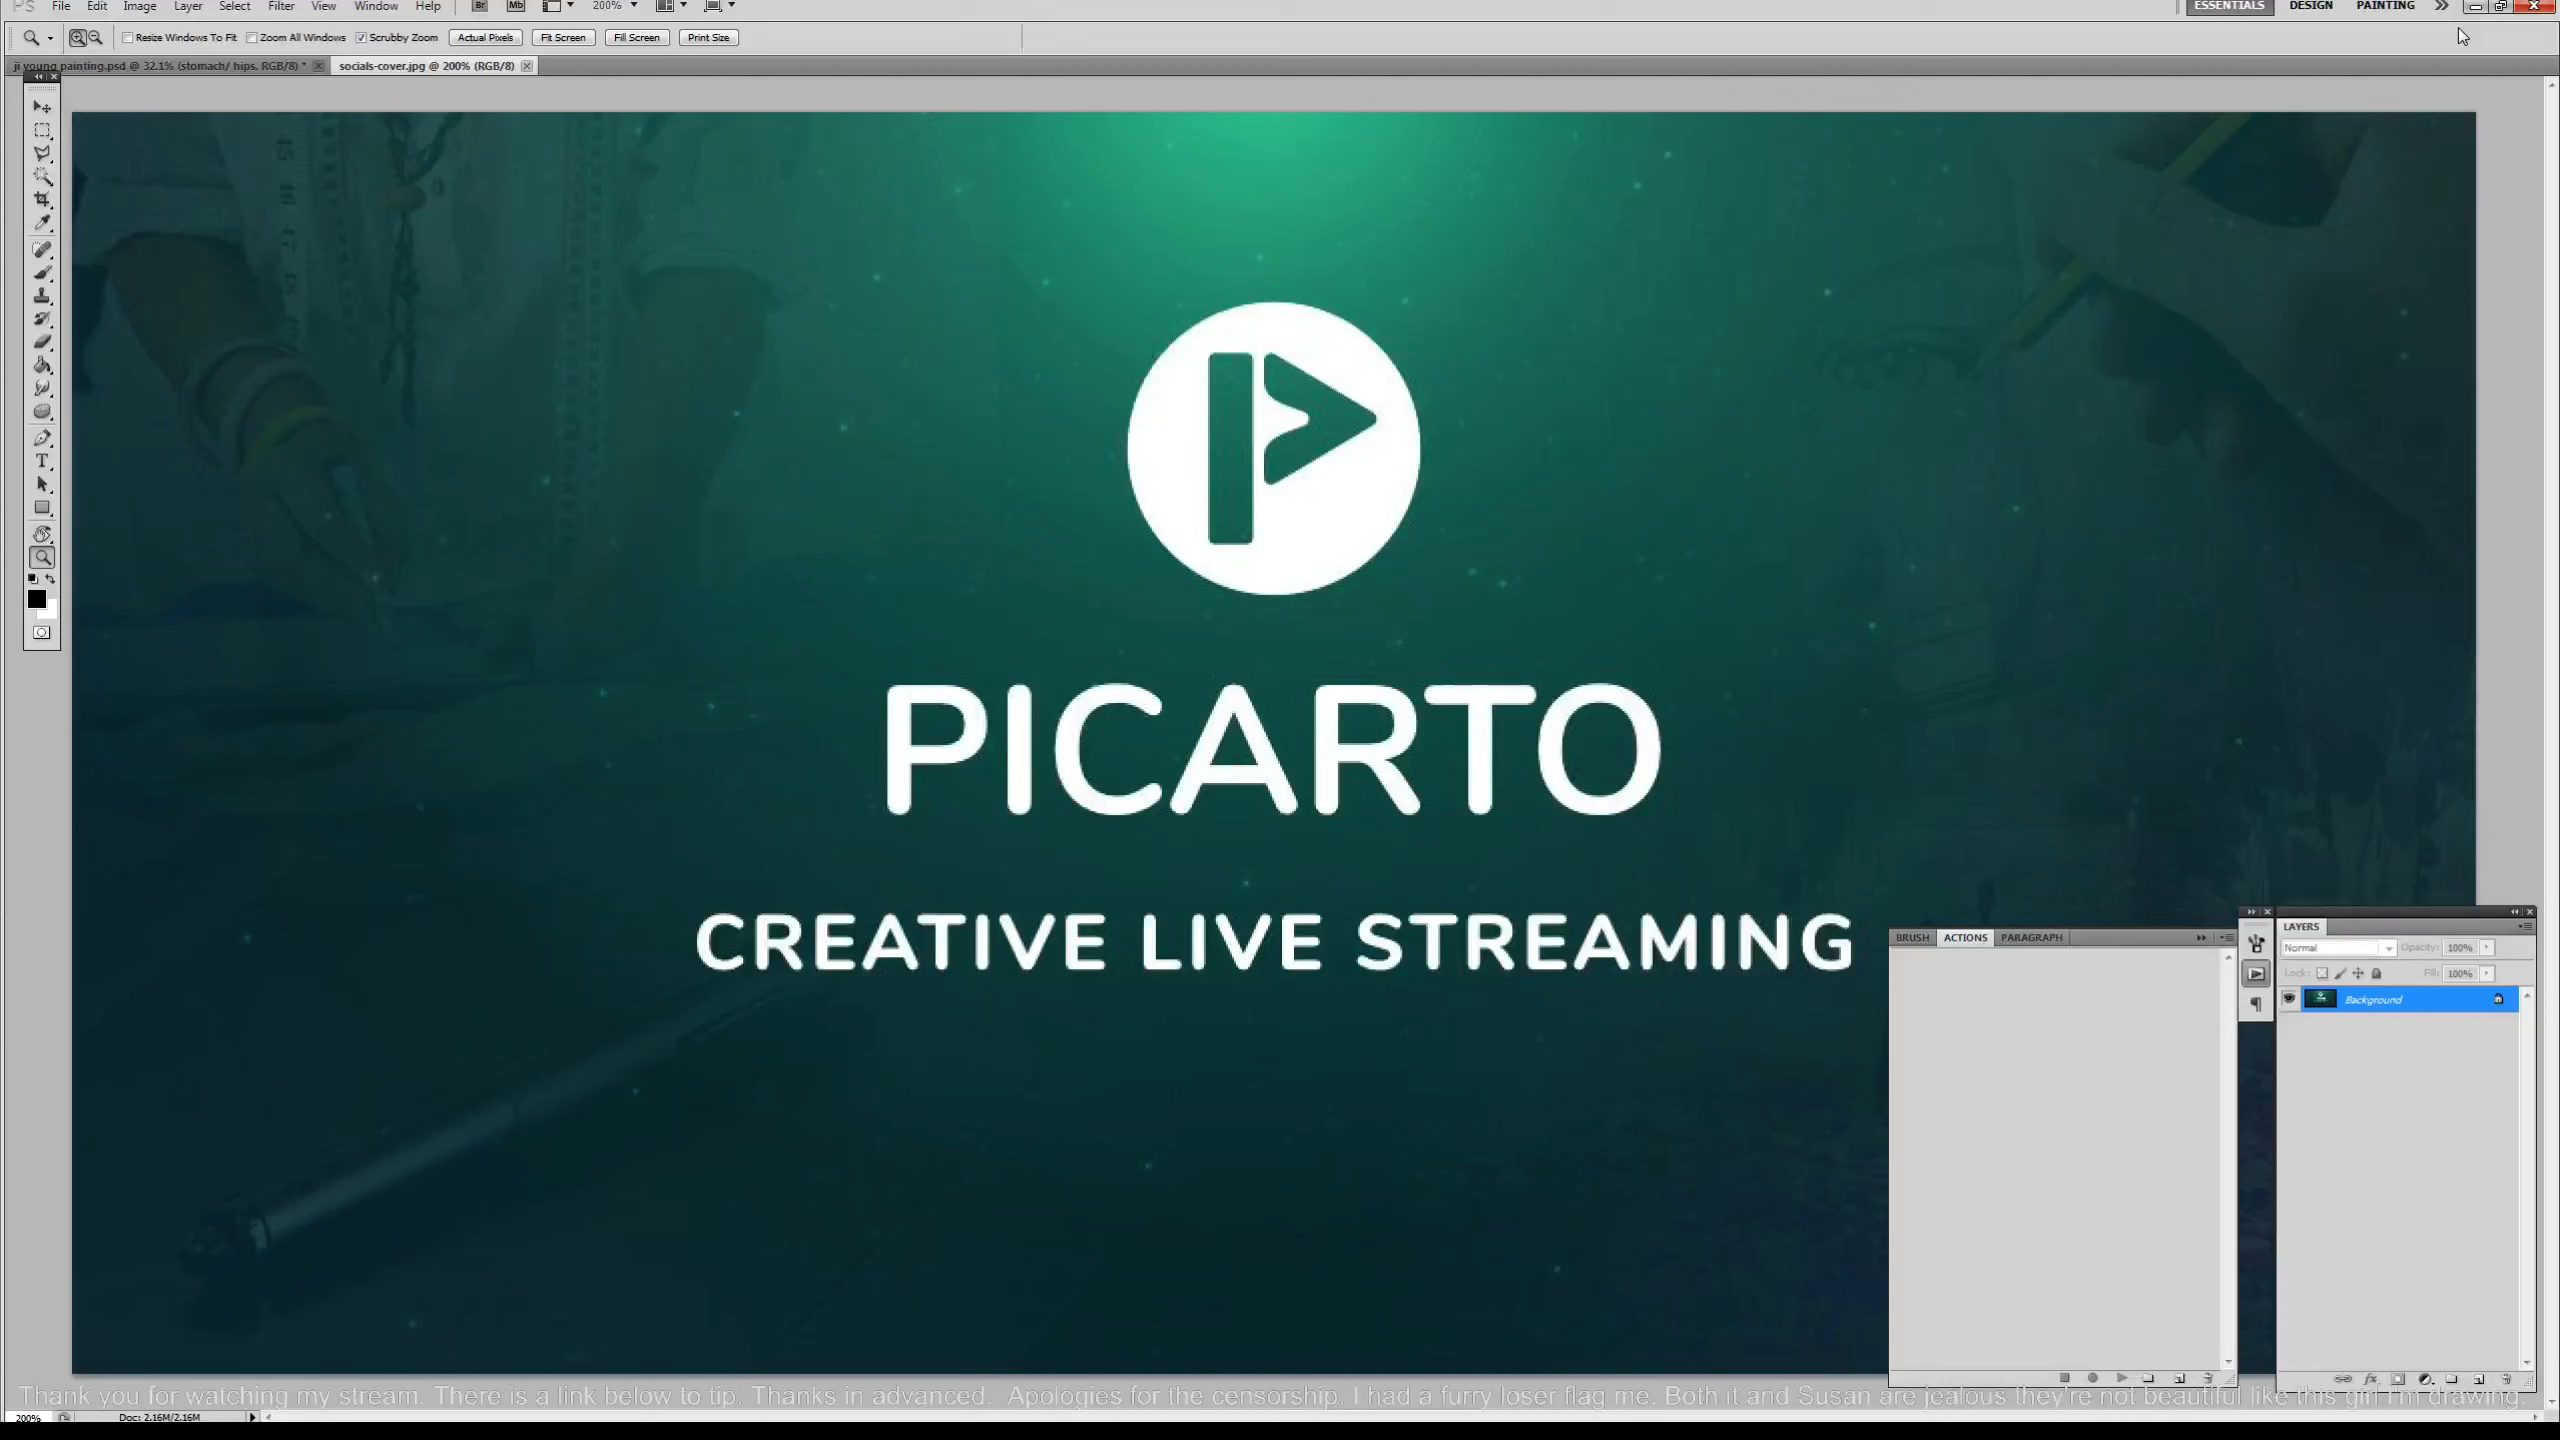 PS File Edit Image Layer Select Filter View Window Help Br Mb 200% ESSENTIALS DESIGN PAINTING
Resize Windows To Fit Zoom All Windows Scrubby Zoom Actual Pixels Fit Screen Fill Screen Print Size
ji young painting.psd @ 32.1% (stomach/ hips, RGB/8) * socials-cover.jpg @ 200% (RGB/8)
PICARTO
CREATIVE LIVE STREAMING
BRUSH ACTIONS PARAGRAPH
LAYERS
Normal Opacity: 100%
Lock: Fill: 100%
Background
Thank you for watching my stream. There is a link below to tip. Thanks in advanced. Apologies for the censorship. I had a furry loser flag me. Both it and Susan are jealous they're not beautiful like this girl I'm drawing.
200% Doc: 2.16M/2.16M